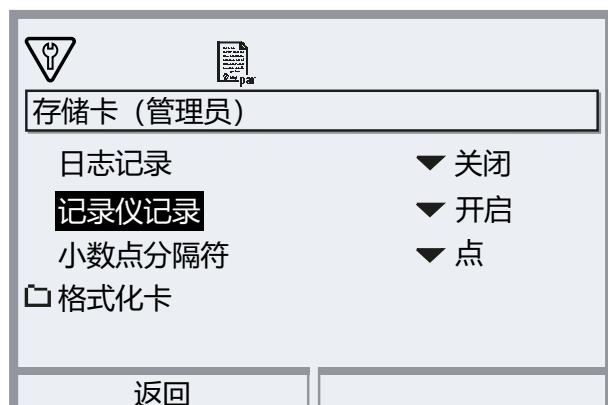 par
存储卡（管理员）
日志记录 关闭
记录仪记录 开启
小数点分隔符 点
格式化卡
返回